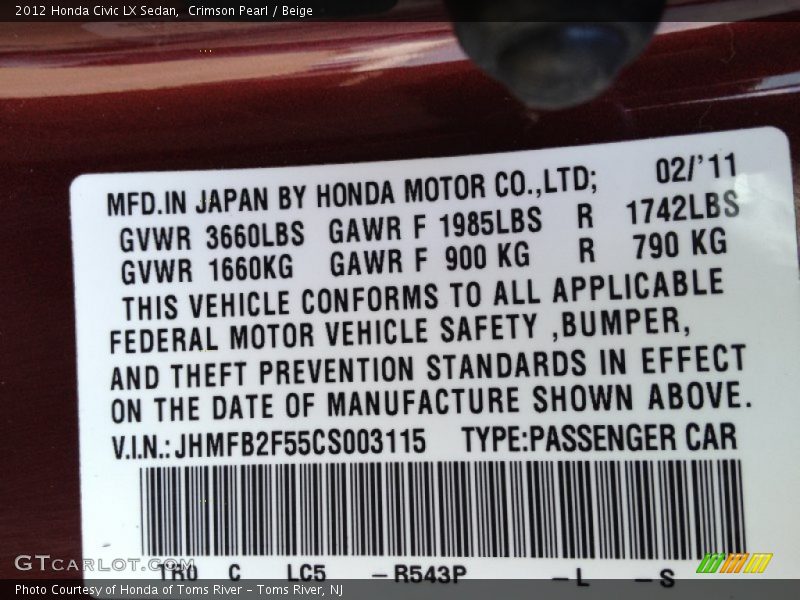 2012 Honda Civic LX Sedan, Crimson Pearl / Beige
MFD.IN JAPAN BY HONDA MOTOR CO.,LTD; 02/'11
GVWR 3660LBS GAWR F 1985LBS R 1742LBS
GVWR 1660KG GAWR F 900 KG R 790 KG
THIS VEHICLE CONFORMS TO ALL APPLICABLE
FEDERAL MOTOR VEHICLE SAFETY ,BUMPER,
AND THEFT PREVENTION STANDARDS IN EFFECT
ON THE DATE OF MANUFACTURE SHOWN ABOVE.
V.I.N.:JHMFB2F55CS003115 TYPE:PASSENGER CAR
TR0 C LC5 -R543P -L -S
GTCARLOT.COM
Photo Courtesy of Honda of Toms River - Toms River, NJ